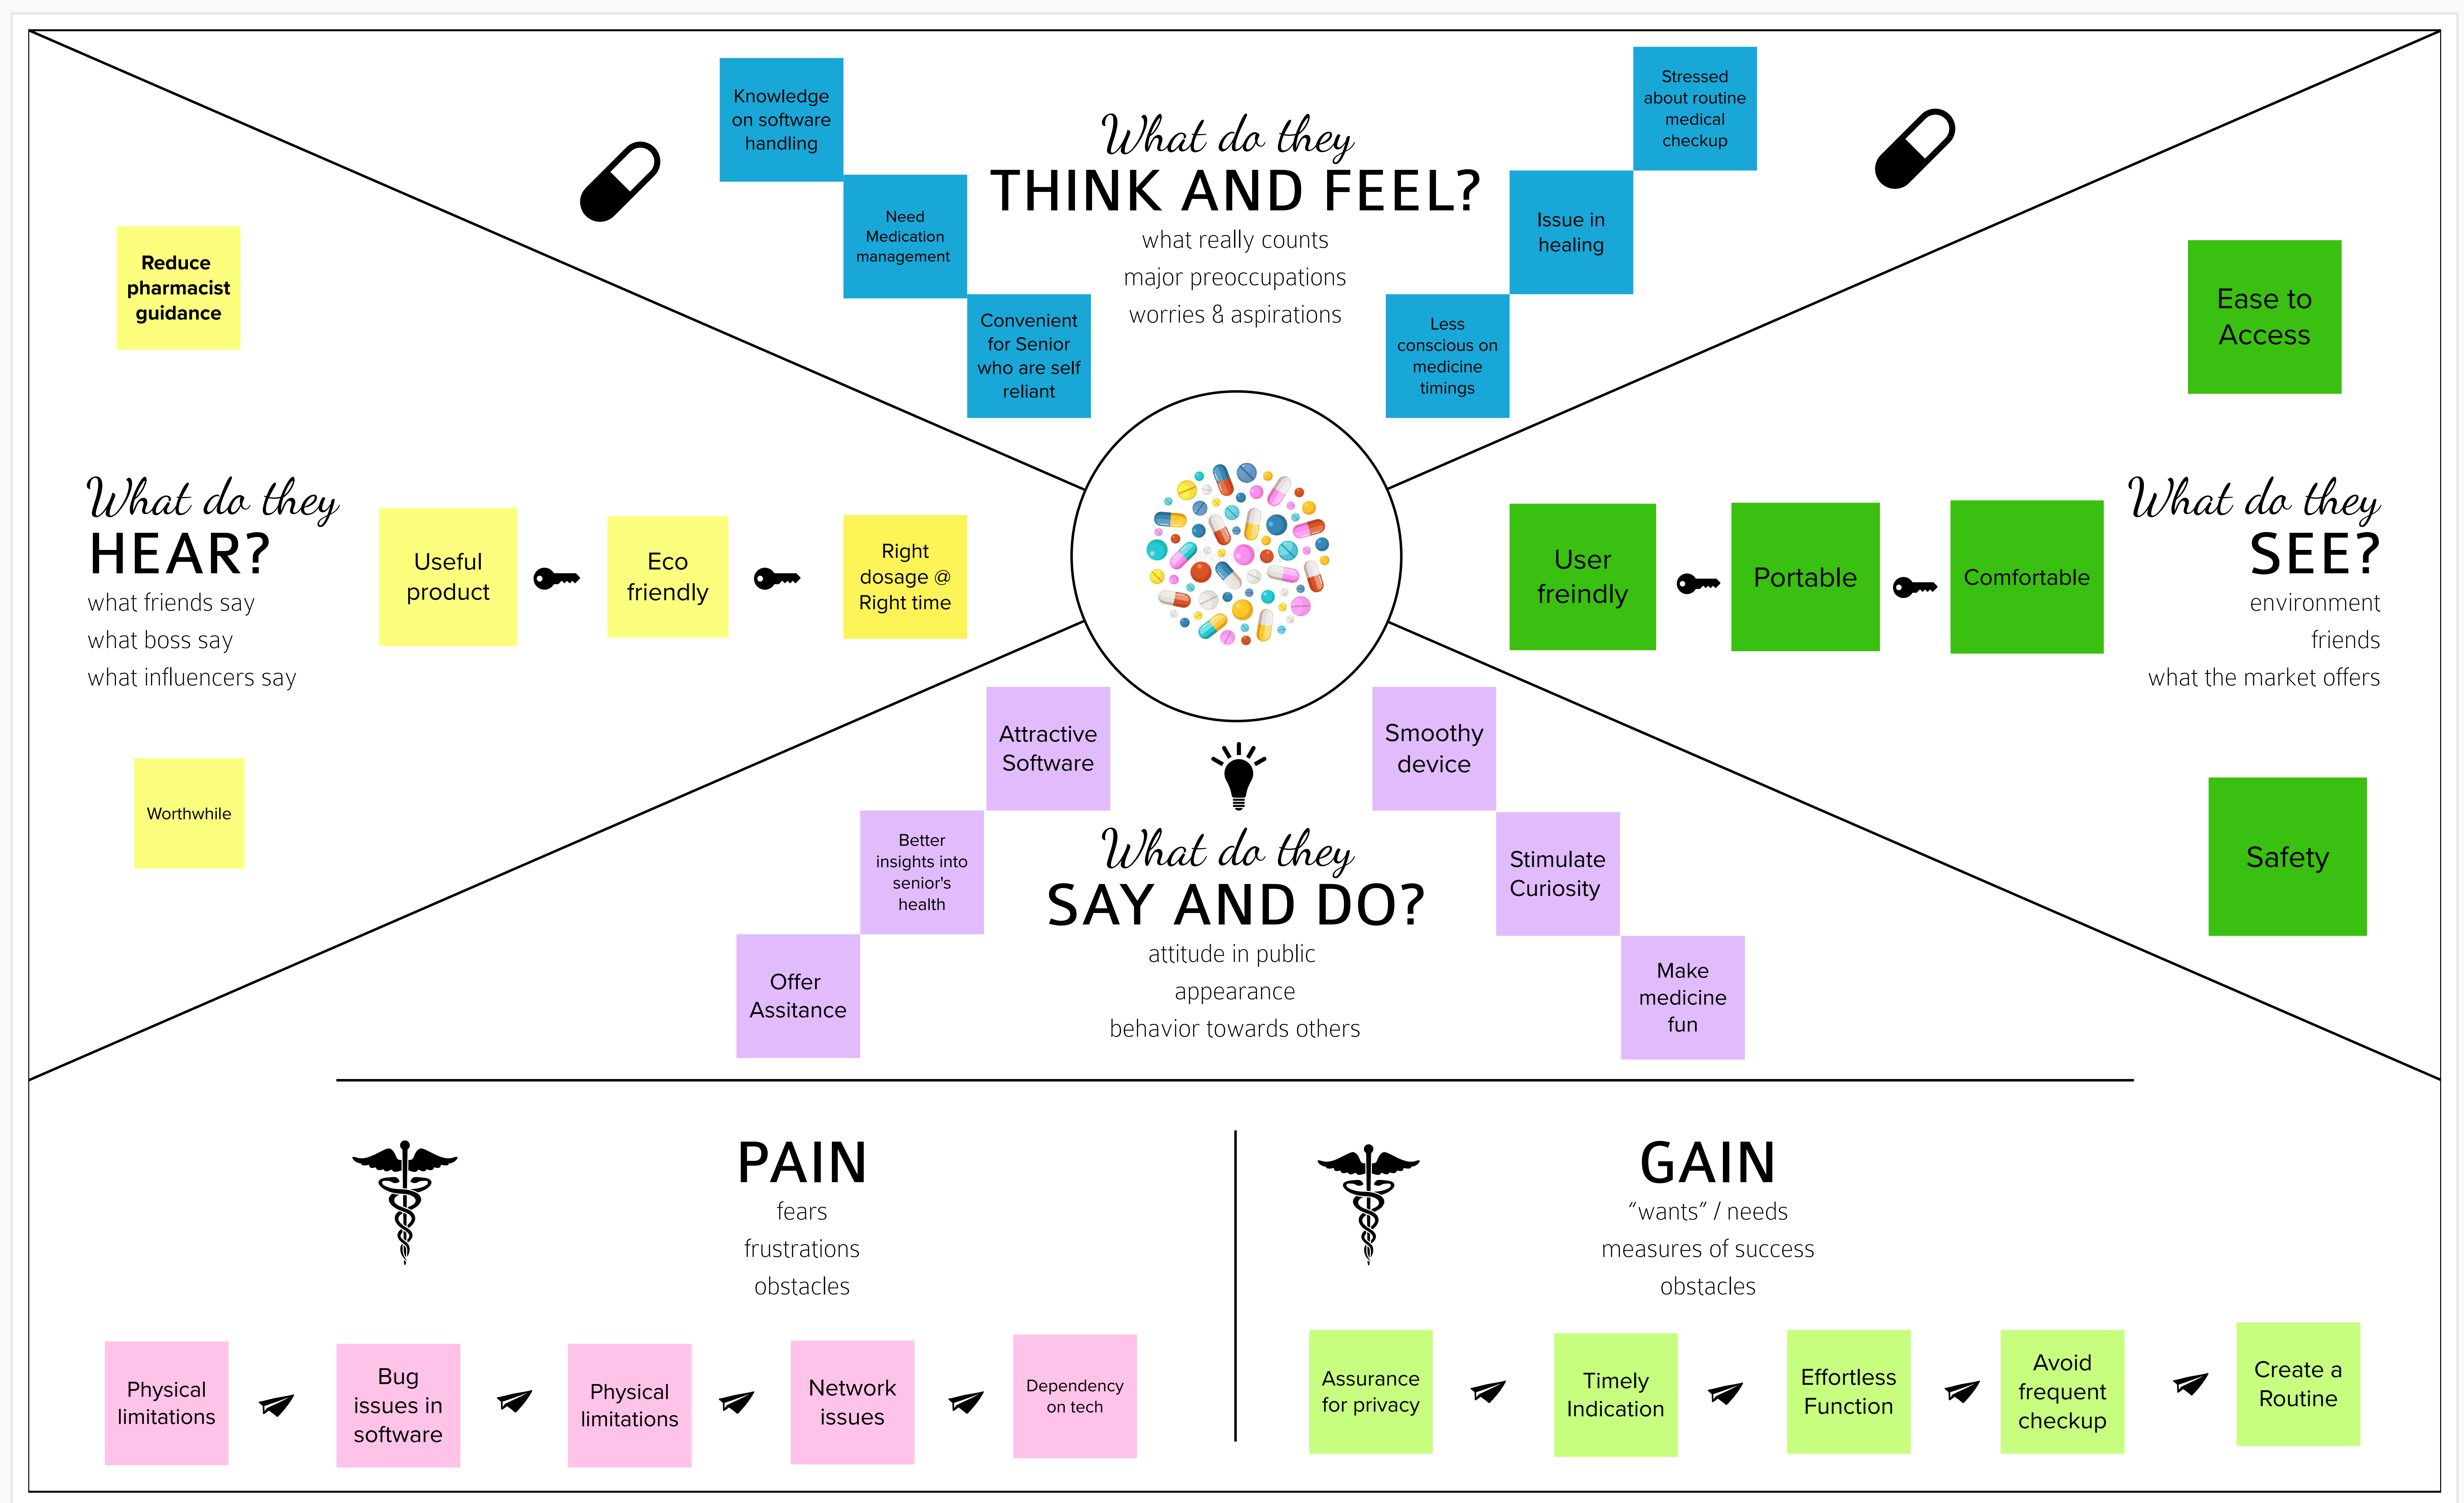 What do they
THINK AND FEEL?
what really counts
major preoccupations
worries & aspirations
Knowledge
on software
handling
Need
Medication
management
Convenient
for Senior
who are self
reliant
Stressed
about routine
medical
checkup
Issue in
healing
Less
conscious on
medicine
timings
Reduce
pharmacist
guidance
What do they
HEAR?
what friends say
what boss say
what influencers say
Useful
product
Eco
friendly
Right
dosage @
Right time
Worthwhile
Ease to
Access
User
freindly
Portable
Comfortable
What do they
SEE?
environment
friends
what the market offers
Safety
Attractive
Software
Better
insights into
senior's
health
Offer
Assitance
What do they
SAY AND DO?
attitude in public
appearance
behavior towards others
Smoothy
device
Stimulate
Curiosity
Make
medicine
fun
PAIN
fears
frustrations
obstacles
Physical
limitations
Bug
issues in
software
Physical
limitations
Network
issues
Dependency
on tech
GAIN
“wants” / needs
measures of success
obstacles
Assurance
for privacy
Timely
Indication
Effortless
Function
Avoid
frequent
checkup
Create a
Routine